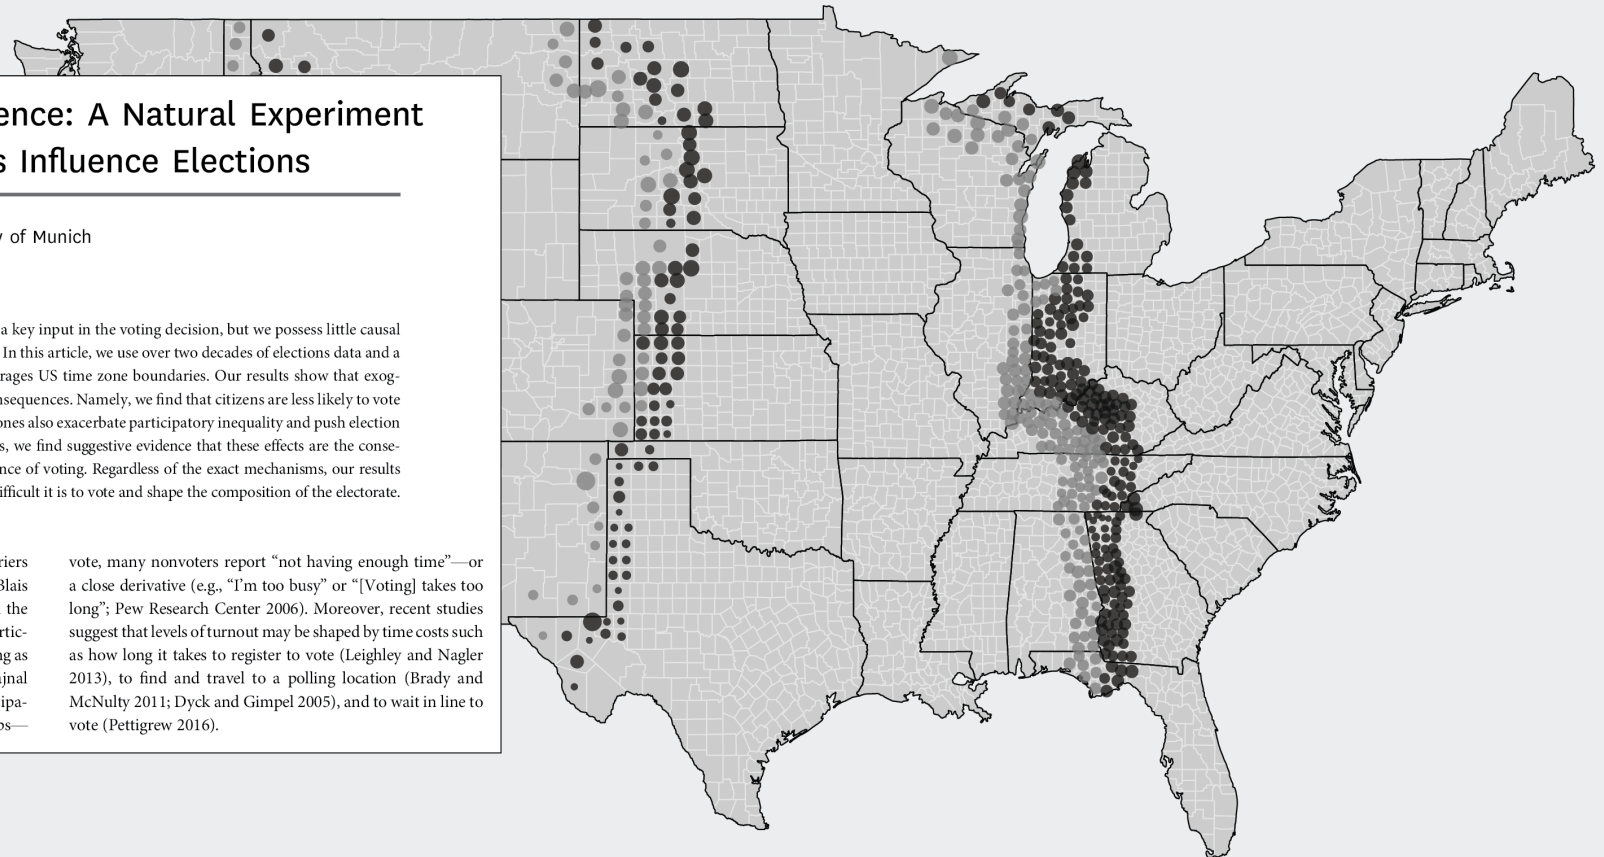 ence: A Natural Experiment
s Influence Elections
y of Munich
a key input in the voting decision, but we possess little causal
In this article, we use over two decades of elections data and a
rages US time zone boundaries. Our results show that exog-
nsequences. Namely, we find that citizens are less likely to vote
ones also exacerbate participatory inequality and push election
s, we find suggestive evidence that these effects are the conse-
nce of voting. Regardless of the exact mechanisms, our results
ifficult it is to vote and shape the composition of the electorate.
riers
Blais
the
rtic-
ng as
ajnal
ipa-
ps—
vote, many nonvoters report “not having enough time”—or
a close derivative (e.g., “I’m too busy” or “[Voting] takes too
long”; Pew Research Center 2006). Moreover, recent studies
suggest that levels of turnout may be shaped by time costs such
as how long it takes to register to vote (Leighley and Nagler
2013), to find and travel to a polling location (Brady and
McNulty 2011; Dyck and Gimpel 2005), and to wait in line to
vote (Pettigrew 2016).